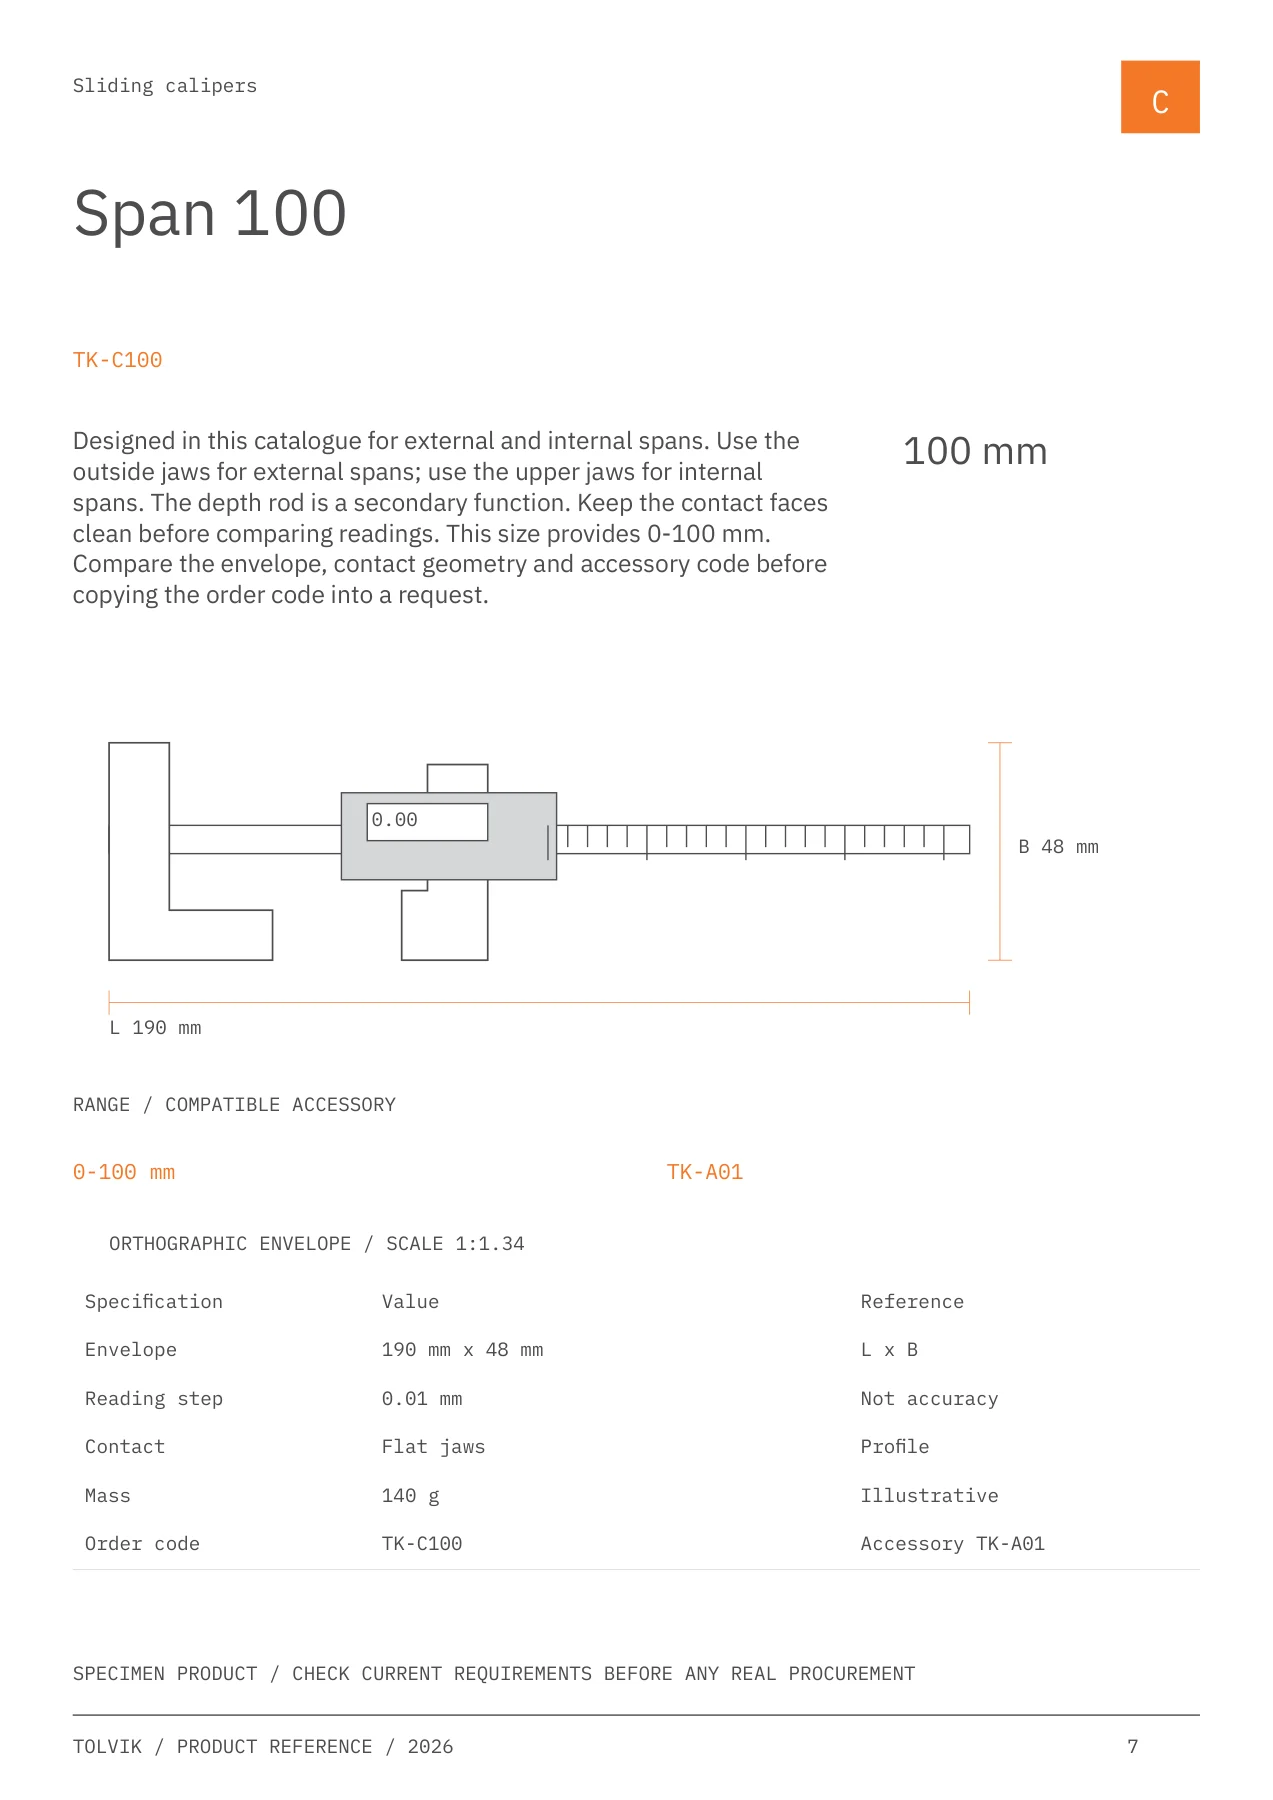 Sliding calipers
C
Span 100
TK-C100
Designed in this catalogue for external and internal spans. Use the
outside jaws for external spans; use the upper jaws for internal
spans. The depth rod is a secondary function. Keep the contact faces
clean before comparing readings. This size provides 0-100 mm.
Compare the envelope, contact geometry and accessory code before
copying the order code into a request.
100 mm
0.00
B 48 mm
L 190 mm
RANGE / COMPATIBLE ACCESSORY
0-100 mm TK-A01
ORTHOGRAPHIC ENVELOPE / SCALE 1:1.34
Specification Value Reference
Envelope 190 mm x 48 mm L x B
Reading step 0.01 mm Not accuracy
Contact Flat jaws Profile
Mass 140 g Illustrative
Order code TK-C100 Accessory TK-A01
SPECIMEN PRODUCT / CHECK CURRENT REQUIREMENTS BEFORE ANY REAL PROCUREMENT
TOLVIK / PRODUCT REFERENCE / 2026 7